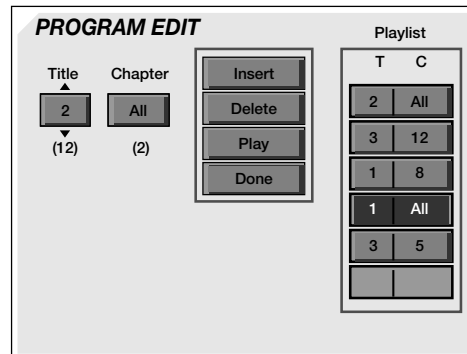 PROGRAM EDIT
Title Chapter
2 All
(12) (2)
Insert
Delete
Play
Done
Playlist
T C
2 All
3 12
1 8
1 All
3 5